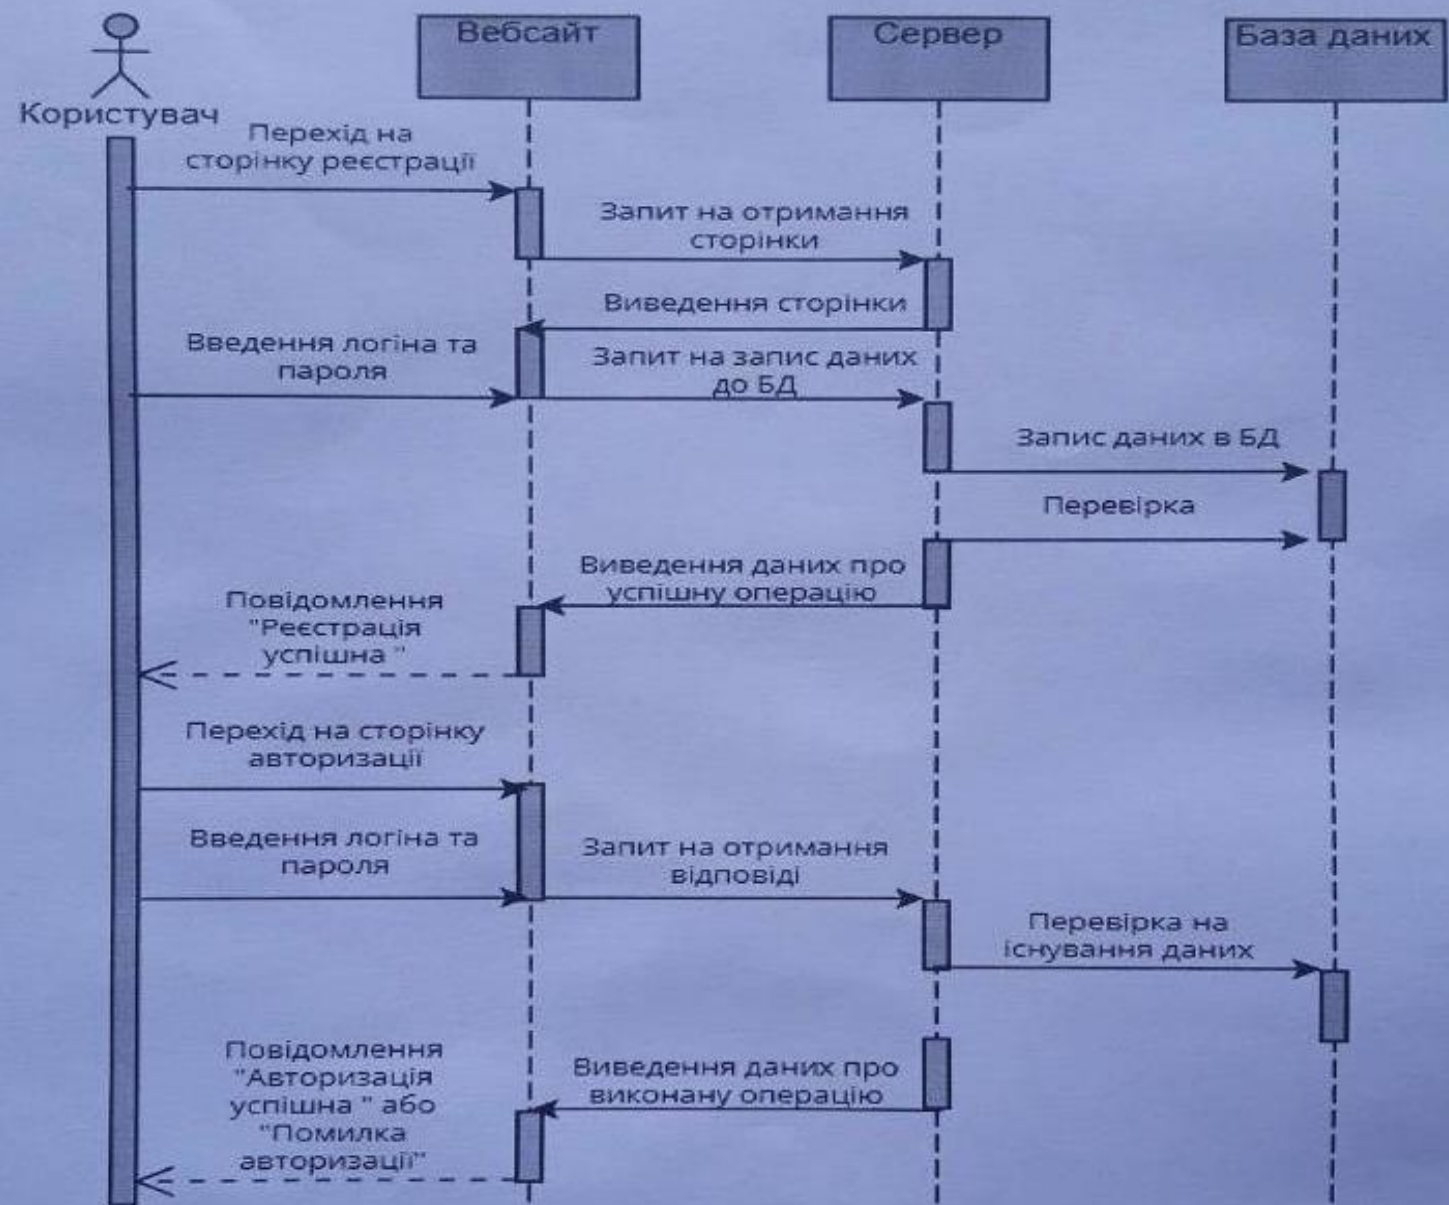 Вебсайт
Сервер
База даних
Користувач
Перехід на
сторінку реєстрації
Запит на отримання
сторінки
Виведення сторінки
Введення логіна та
пароля
Запит на запис даних
до БД
Запис даних в БД
Перевірка
Виведення даних про
успішну операцію
Повідомлення
"Реєстрація
успішна "
Перехід на сторінку
авторизації
Введення логіна та
пароля
Запит на отримання
відповіді
Перевірка на
існування даних
Виведення даних про
виконану операцію
Повідомлення
"Авторизація
успішна " або
"Помилка
авторизації"